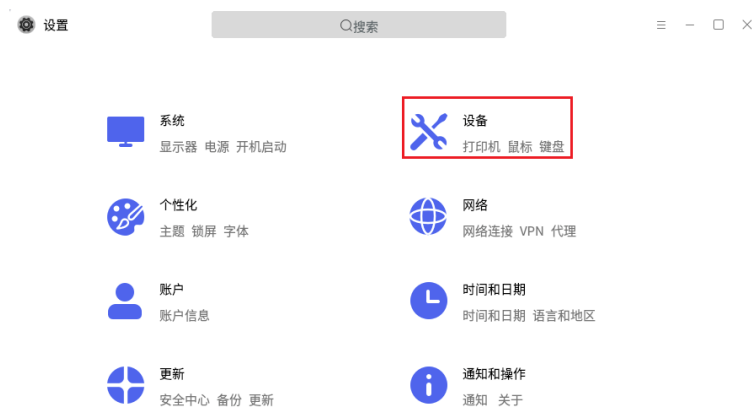 设置
搜索
系统
显示器 电源 开机启动
设备
打印机 鼠标 键盘
个性化
主题 锁屏 字体
网络
网络连接 VPN 代理
账户
账户信息
时间和日期
时间和日期 语言和地区
更新
安全中心 备份 更新
通知和操作
通知 关于